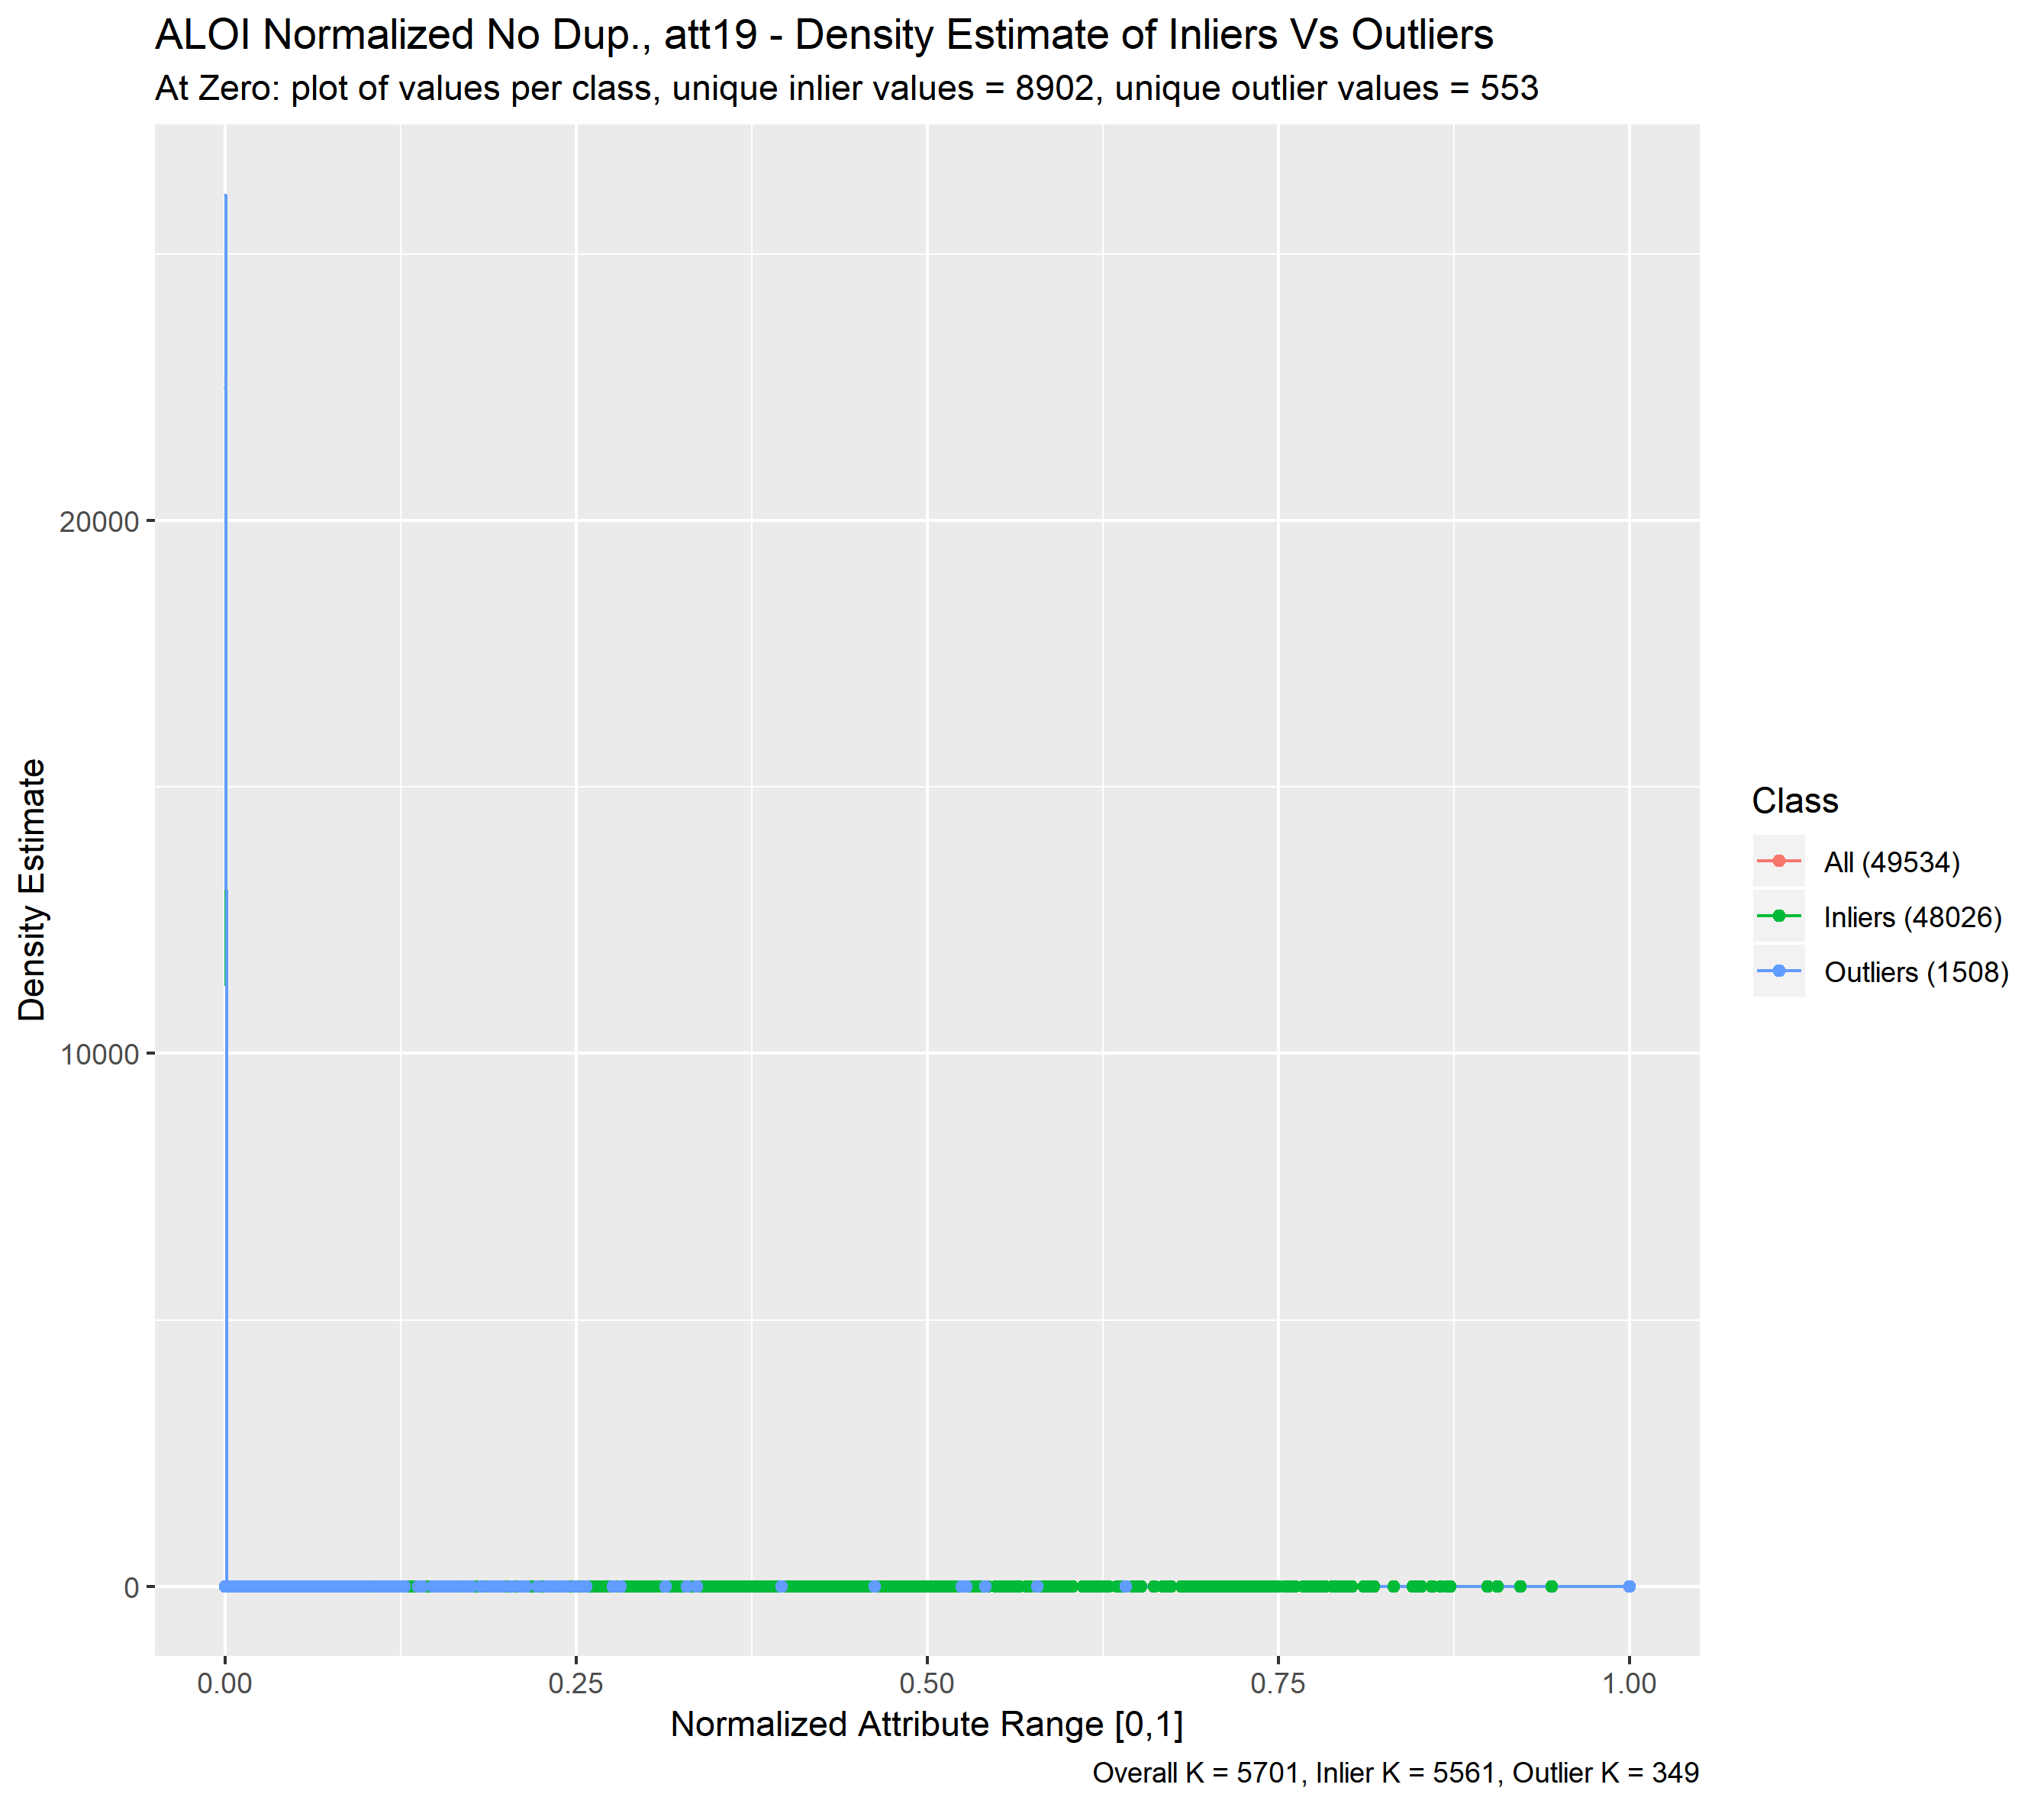 ALOI Normalized No Dup., att19 - Density Estimate of Inliers Vs Outliers
At Zero: plot of values per class, unique inlier values = 8902, unique outlier values = 553
Density Estimate
20000
10000
0
0.00
0.25
0.50
0.75
1.00
Normalized Attribute Range [0,1]
Overall K = 5701, Inlier K = 5561, Outlier K = 349
Class
All (49534)
Inliers (48026)
Outliers (1508)